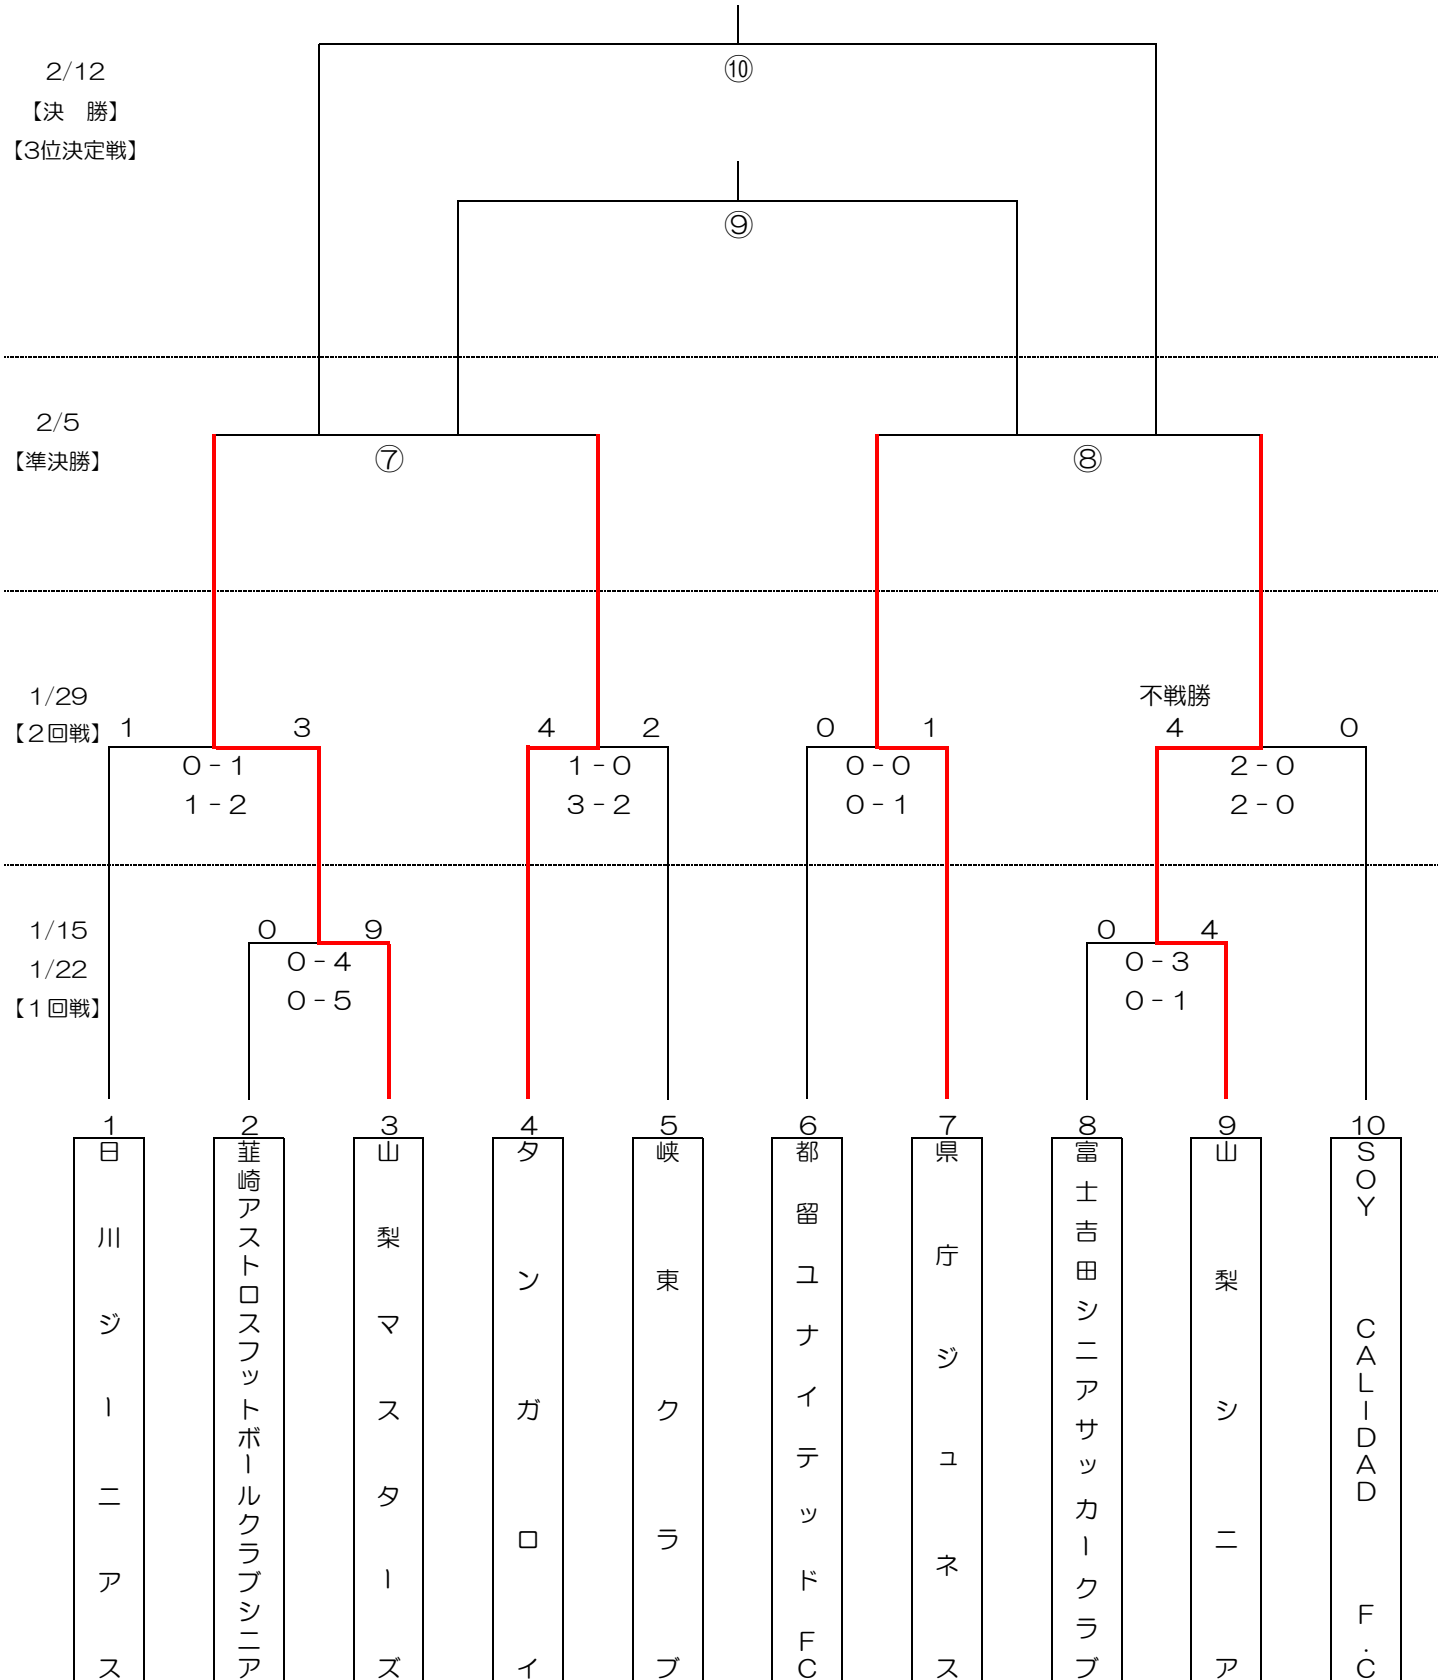 ⑩
2/12
【決　勝】
【3位決定戦】
⑨
2/5
【準決勝】
⑦
⑧
1/29
【2回戦】
不戦勝
1 3 4 2 0 1 4 0
0-1 1-0 0-0 2-0
1-2 3-2 0-1 2-0
1/15
1/22
【1回戦】
0 9 0 4
0-4 0-3
0-5 0-1
1 2 3 4 5 6 7 8 9 10
日川ジーニアス
韮崎アストロスフットボールクラブシニア
山梨マスターズ
タンガロイ
峡東クラブ
都留ユナイテッドFC
県庁ジュネス
富士吉田シニアサッカークラブ
山梨シニア
SOY CALIDAD F.C